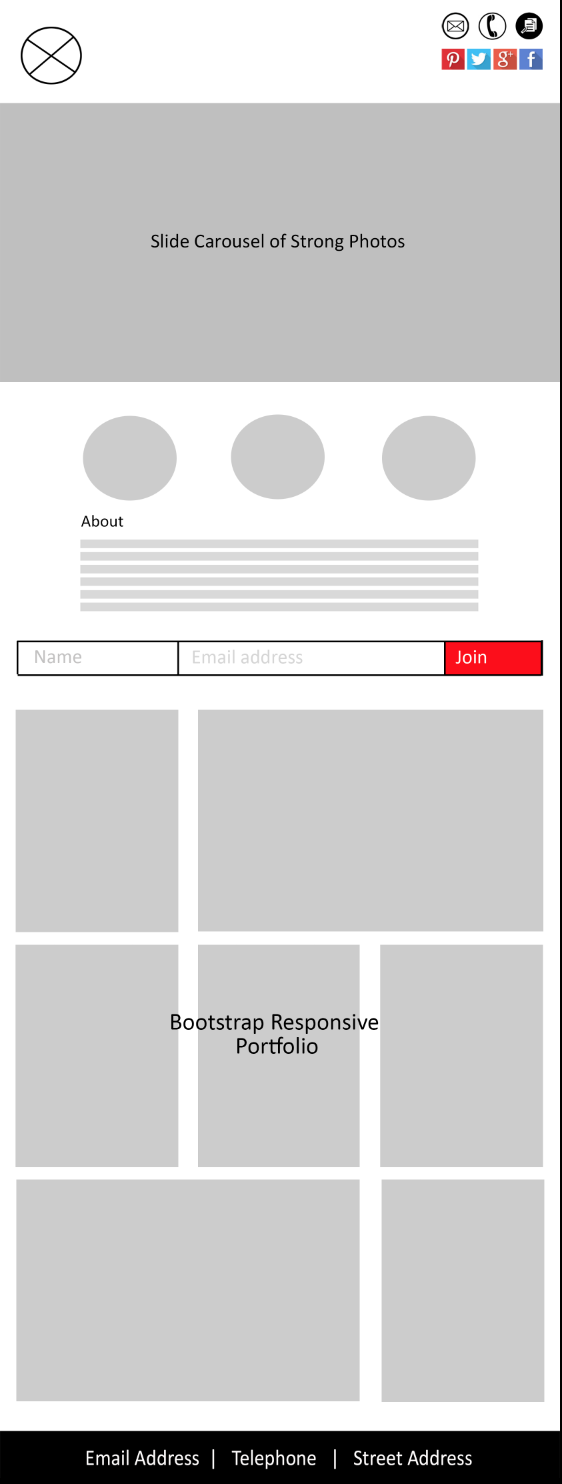 Slide Carousel of Strong Photos
About
Name Email address Join
Bootstrap Responsive
Portfolio
Email Address | Telephone | Street Address